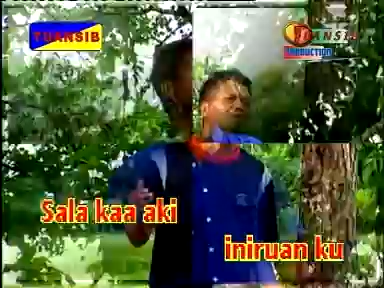 TUANSIB
TUANSIB
PRODUCTION
Sala kaa aki
iniruan ku